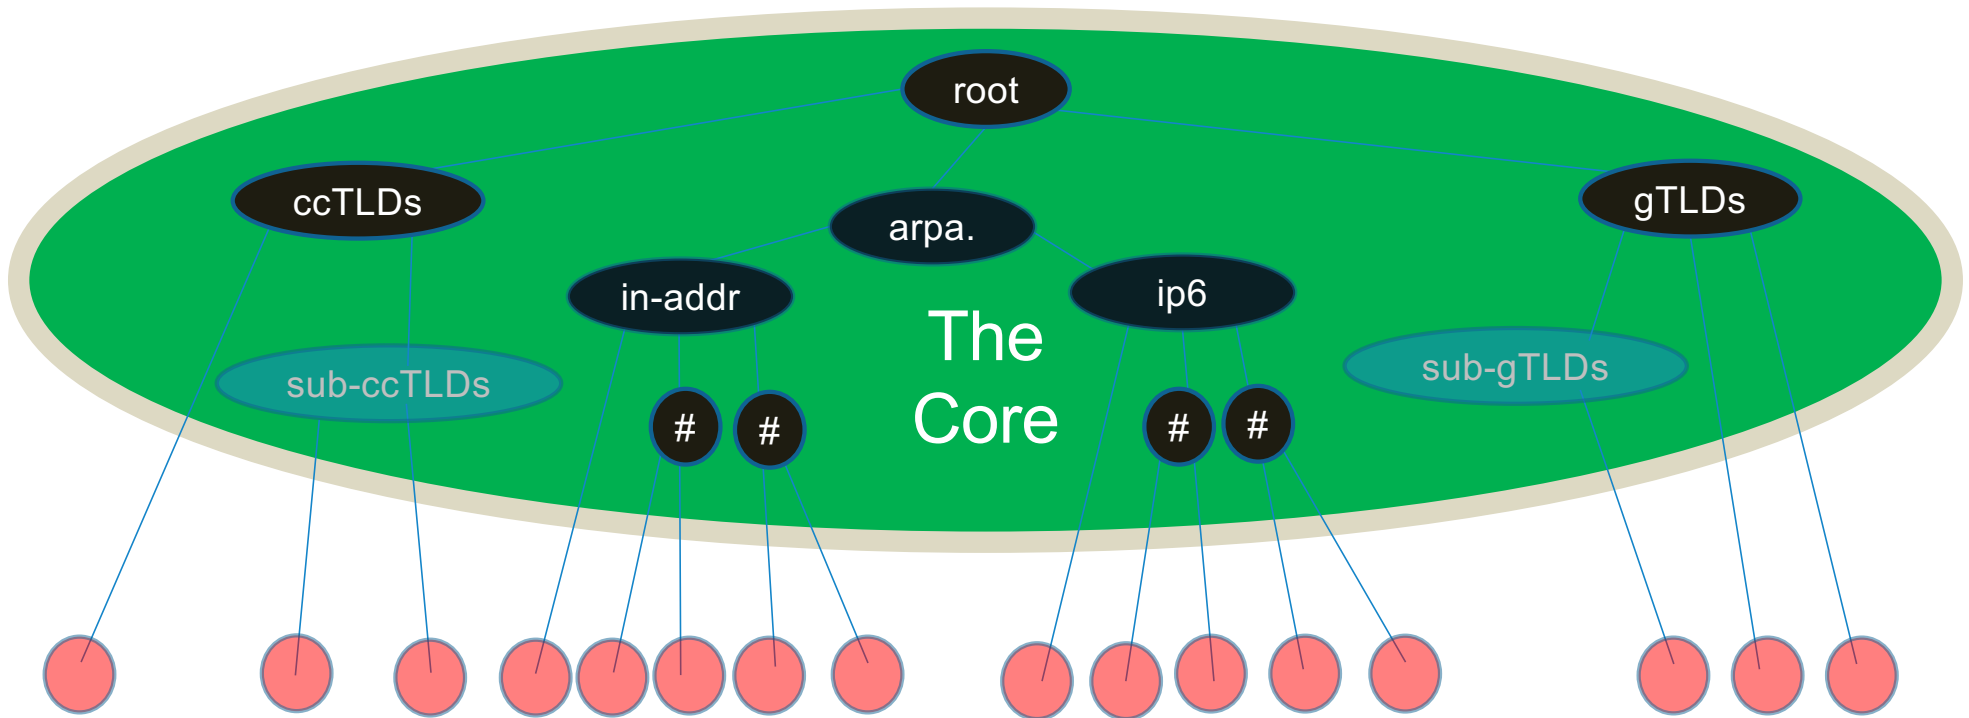 root
ccTLDs
gTLDs
arpa.
in-addr
ip6
The
Core
sub-ccTLDs
sub-gTLDs
#
#
#
#